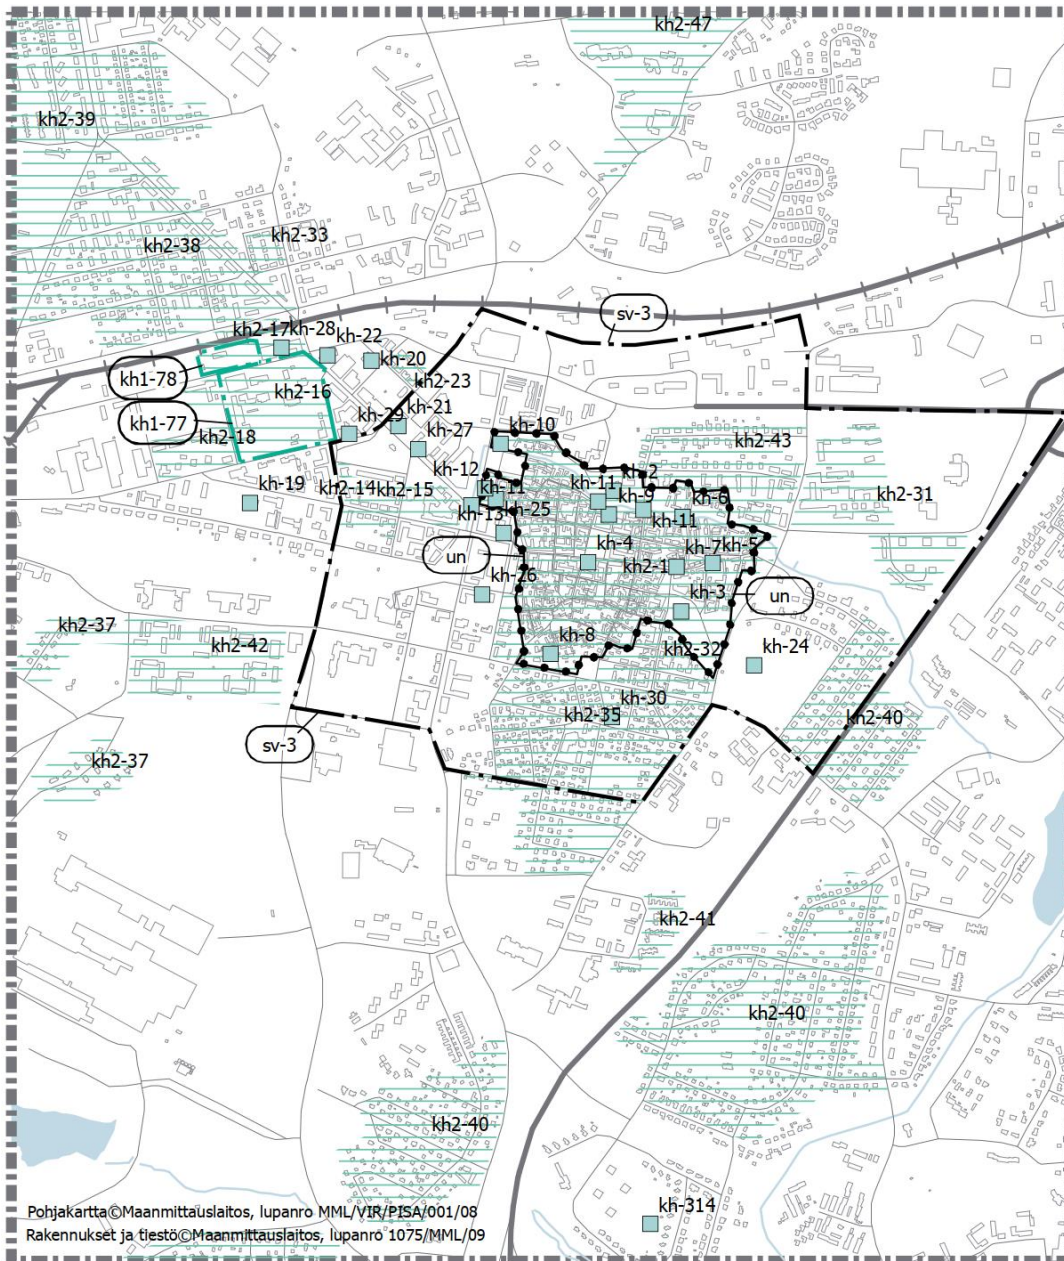 kh2-47
kh2-39
kh2-38
kh2-33
sv-3
kh2-17
kh-28
kh-22
kh-20
kh1-78
kh2-16
kh2-23
kh1-77
kh2-18
kh-29
kh-21
kh-27
kh-10
kh2-43
kh-19
kh2-14
kh2-15
kh-12
kh-11
kh-13
kh-25
kh-11
kh-2
kh-9
kh-6
kh-11
kh2-31
un
kh-4
kh2-1
kh-7
kh-5
kh-26
kh-3
un
kh2-37
kh2-42
kh-8
kh2-32
kh-24
kh-30
kh2-35
kh2-40
sv-3
kh2-37
kh2-41
kh2-40
kh2-40
kh-314
Pohjakartta©Maanmittauslaitos, lupanro MML/VIR/PISA/001/08
Rakennukset ja tiestö©Maanmittauslaitos, lupanro 1075/MML/09